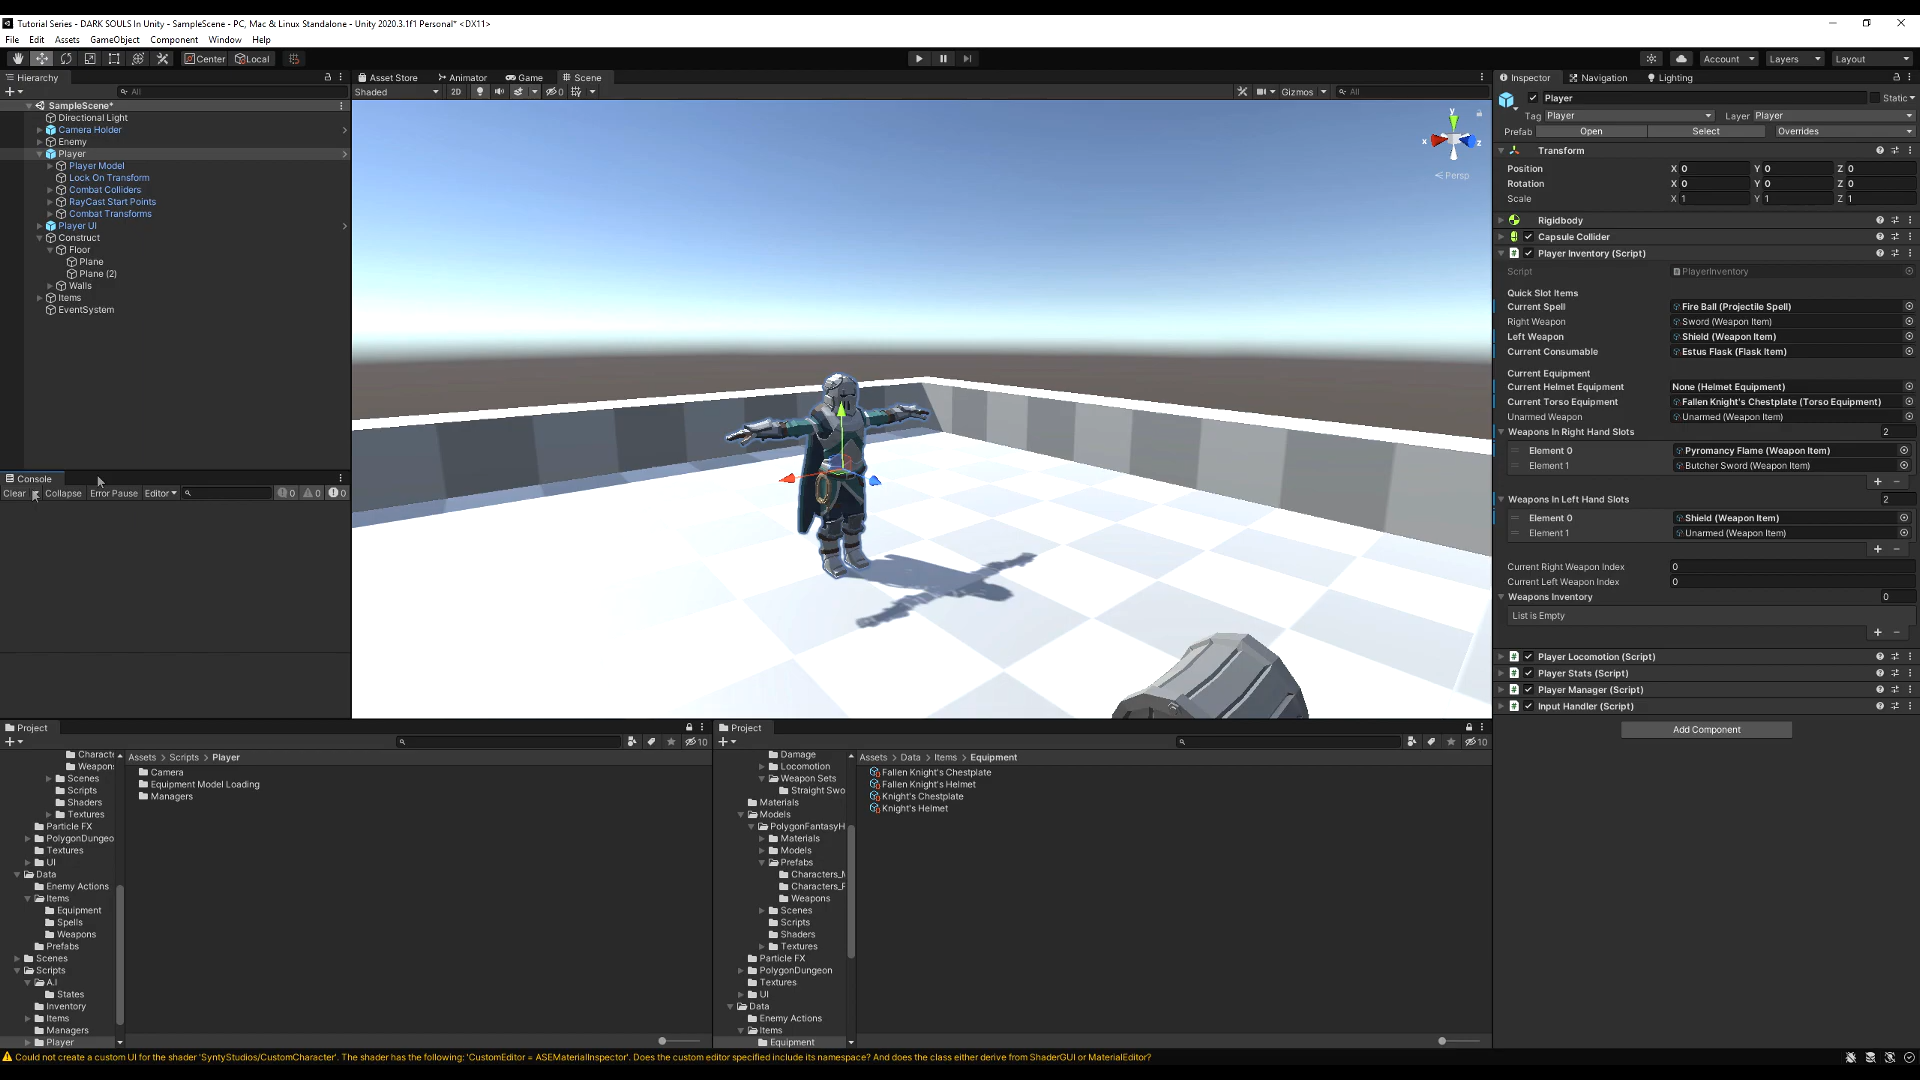 Tutorial Series - DARK SOULS In Unity - SampleScene - PC, Mac & Linux Standalone - Unity 2020.3.1f1 Personal* <DX11>
File Edit Assets GameObject Component Window Help
Center Local
Account Layers Layout
Hierarchy
All
SampleScene*
Directional Light
Camera Holder
Enemy
Player
Player Model
Lock On Transform
Combat Colliders
RayCast Start Points
Combat Transforms
Player UI
Construct
Floor
Plane
Plane (2)
Walls
Items
EventSystem
Console
Clear Collapse Error Pause Editor
0 0 0
Asset Store Animator Game Scene
Shaded 2D 0 Gizmos All
y
x z
Persp
Inspector Navigation Lighting
Player Static
Tag Player Layer Player
Prefab Open Select Overrides
Transform
Position X 0 Y 0 Z 0
Rotation X 0 Y 0 Z 0
Scale X 1 Y 1 Z 1
Rigidbody
Capsule Collider
Player Inventory (Script)
Script PlayerInventory
Quick Slot Items
Current Spell Fire Ball (Projectile Spell)
Right Weapon Sword (Weapon Item)
Left Weapon Shield (Weapon Item)
Current Consumable Estus Flask (Flask Item)
Current Equipment
Current Helmet Equipment None (Helmet Equipment)
Current Torso Equipment Fallen Knight's Chestplate (Torso Equipment)
Unarmed Weapon Unarmed (Weapon Item)
Weapons In Right Hand Slots 2
Element 0 Pyromancy Flame (Weapon Item)
Element 1 Butcher Sword (Weapon Item)
+ −
Weapons In Left Hand Slots 2
Element 0 Shield (Weapon Item)
Element 1 Unarmed (Weapon Item)
+ −
Current Right Weapon Index 0
Current Left Weapon Index 0
Weapons Inventory 0
List is Empty
+ −
Player Locomotion (Script)
Player Stats (Script)
Player Manager (Script)
Input Handler (Script)
Add Component
Project
10
Charact
Weapon
Scenes
Scripts
Shaders
Textures
Particle FX
PolygonDungeo
Textures
UI
Data
Enemy Actions
Items
Equipment
Spells
Weapons
Prefabs
Scenes
Scripts
A.I
States
Inventory
Items
Managers
Player
Assets > Scripts > Player
Camera
Equipment Model Loading
Managers
Project
10
Damage
Locomotion
Weapon Sets
Straight Swo
Materials
Models
PolygonFantasyH
Materials
Models
Prefabs
Characters_
Characters_F
Weapons
Scenes
Scripts
Shaders
Textures
Particle FX
PolygonDungeon
Textures
UI
Data
Enemy Actions
Items
Equipment
Assets > Data > Items > Equipment
Fallen Knight's Chestplate
Fallen Knight's Helmet
Knight's Chestplate
Knight's Helmet
Could not create a custom UI for the shader 'SyntyStudios/CustomCharacter'. The shader has the following: 'CustomEditor = ASEMaterialInspector'. Does the custom editor specified include its namespace? And does the class either derive from ShaderGUI or MaterialEditor?